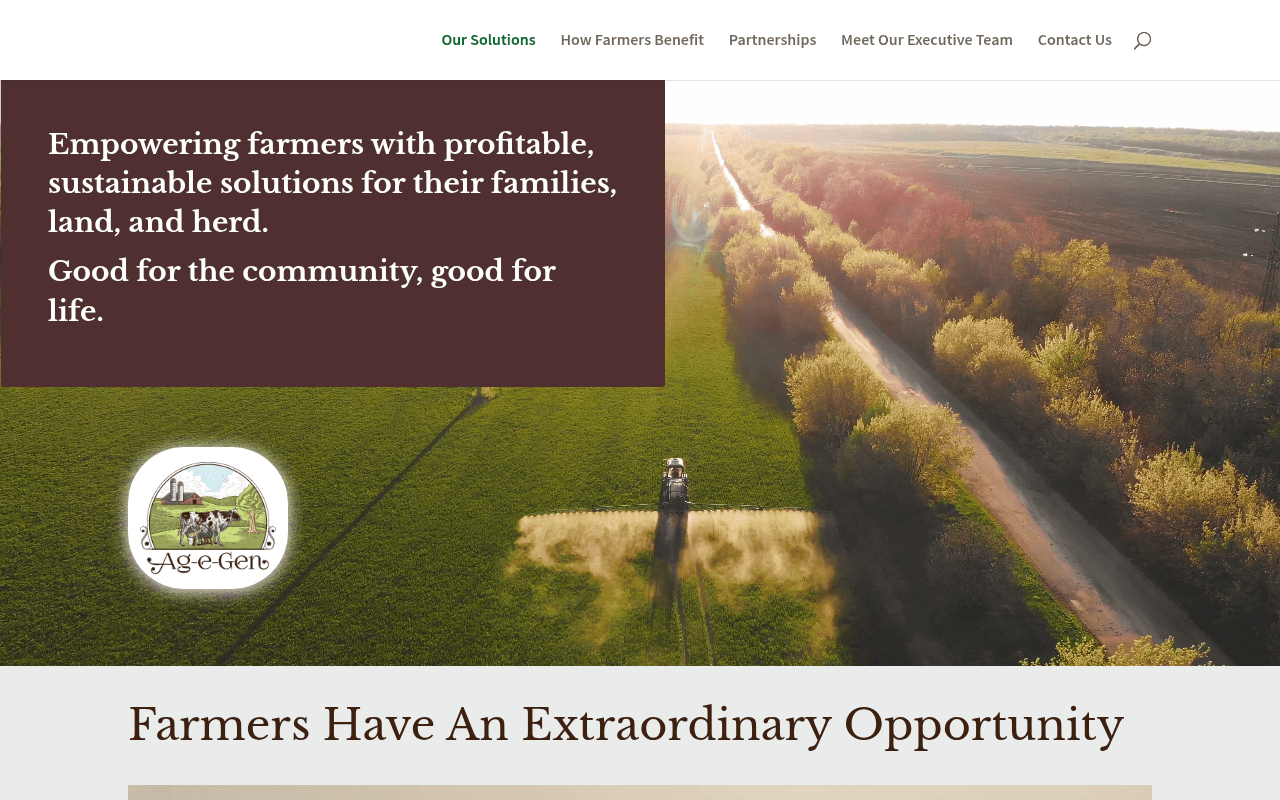 Our Solutions
How Farmers Benefit
Partnerships
Meet Our Executive Team
Contact Us
Empowering farmers with profitable,
sustainable solutions for their families,
land, and herd.
Good for the community, good for
life.
Ag-e-Gen
Farmers Have An Extraordinary Opportunity